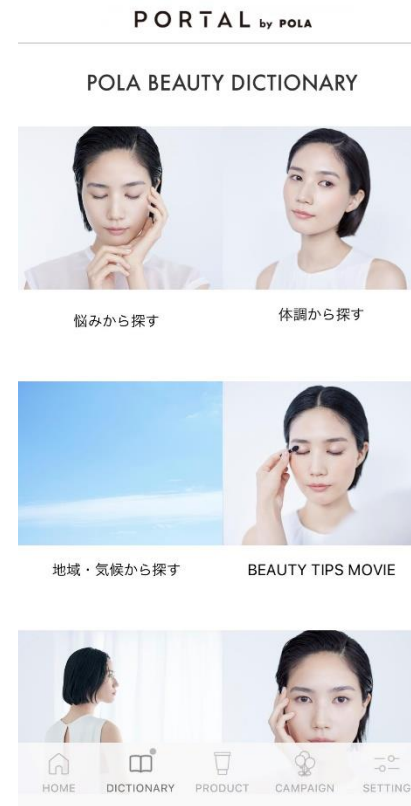 PORTAL by POLA
POLA BEAUTY DICTIONARY
悩みから探す
体調から探す
地域・気候から探す
BEAUTY TIPS MOVIE
HOME
DICTIONARY
PRODUCT
CAMPAIGN
SETTING